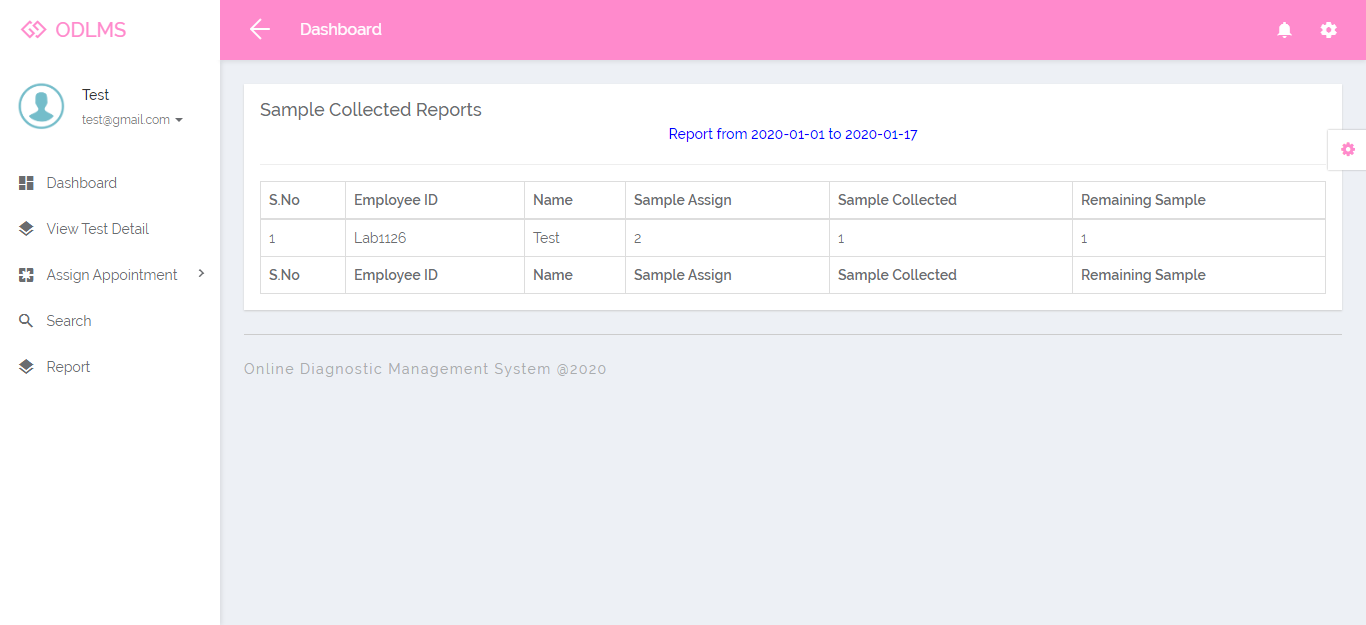 ODLMS
Dashboard
Test
test@gmail.com
Dashboard
View Test Detail
Assign Appointment
Search
Report
Sample Collected Reports
Report from 2020-01-01 to 2020-01-17
S.No Employee ID Name Sample Assign Sample Collected Remaining Sample
1 Lab1126 Test 2 1 1
S.No Employee ID Name Sample Assign Sample Collected Remaining Sample
Online Diagnostic Management System @2020